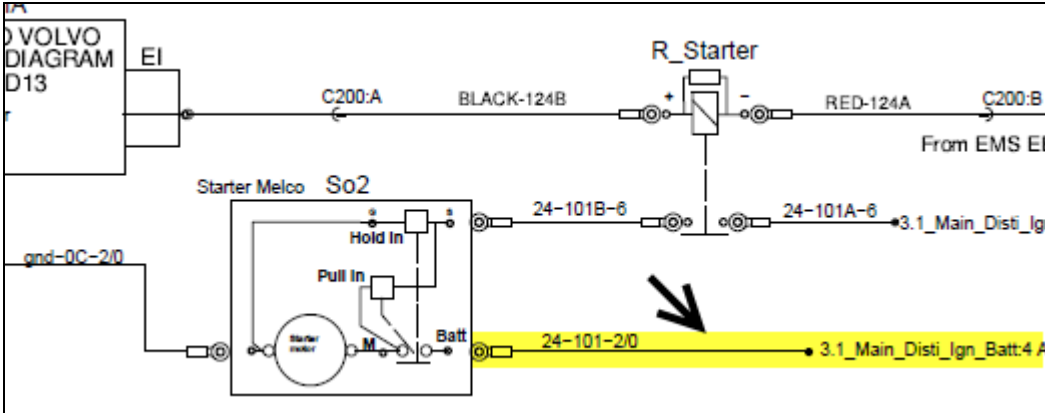 VOLVO
DIAGRAM
D13
EI
R_Starter
C200:A
BLACK-124B
+
-
RED-124A
C200:B
From EMS
Starter Melco
So2
24-101B-6
24-101A-6
3.1_Main_Disti_Ig
Hold In
gnd-0C-2/0
Pull In
Starter
motor
M
Batt
24-101-2/0
3.1_Main_Disti_Ign_Batt:4 A